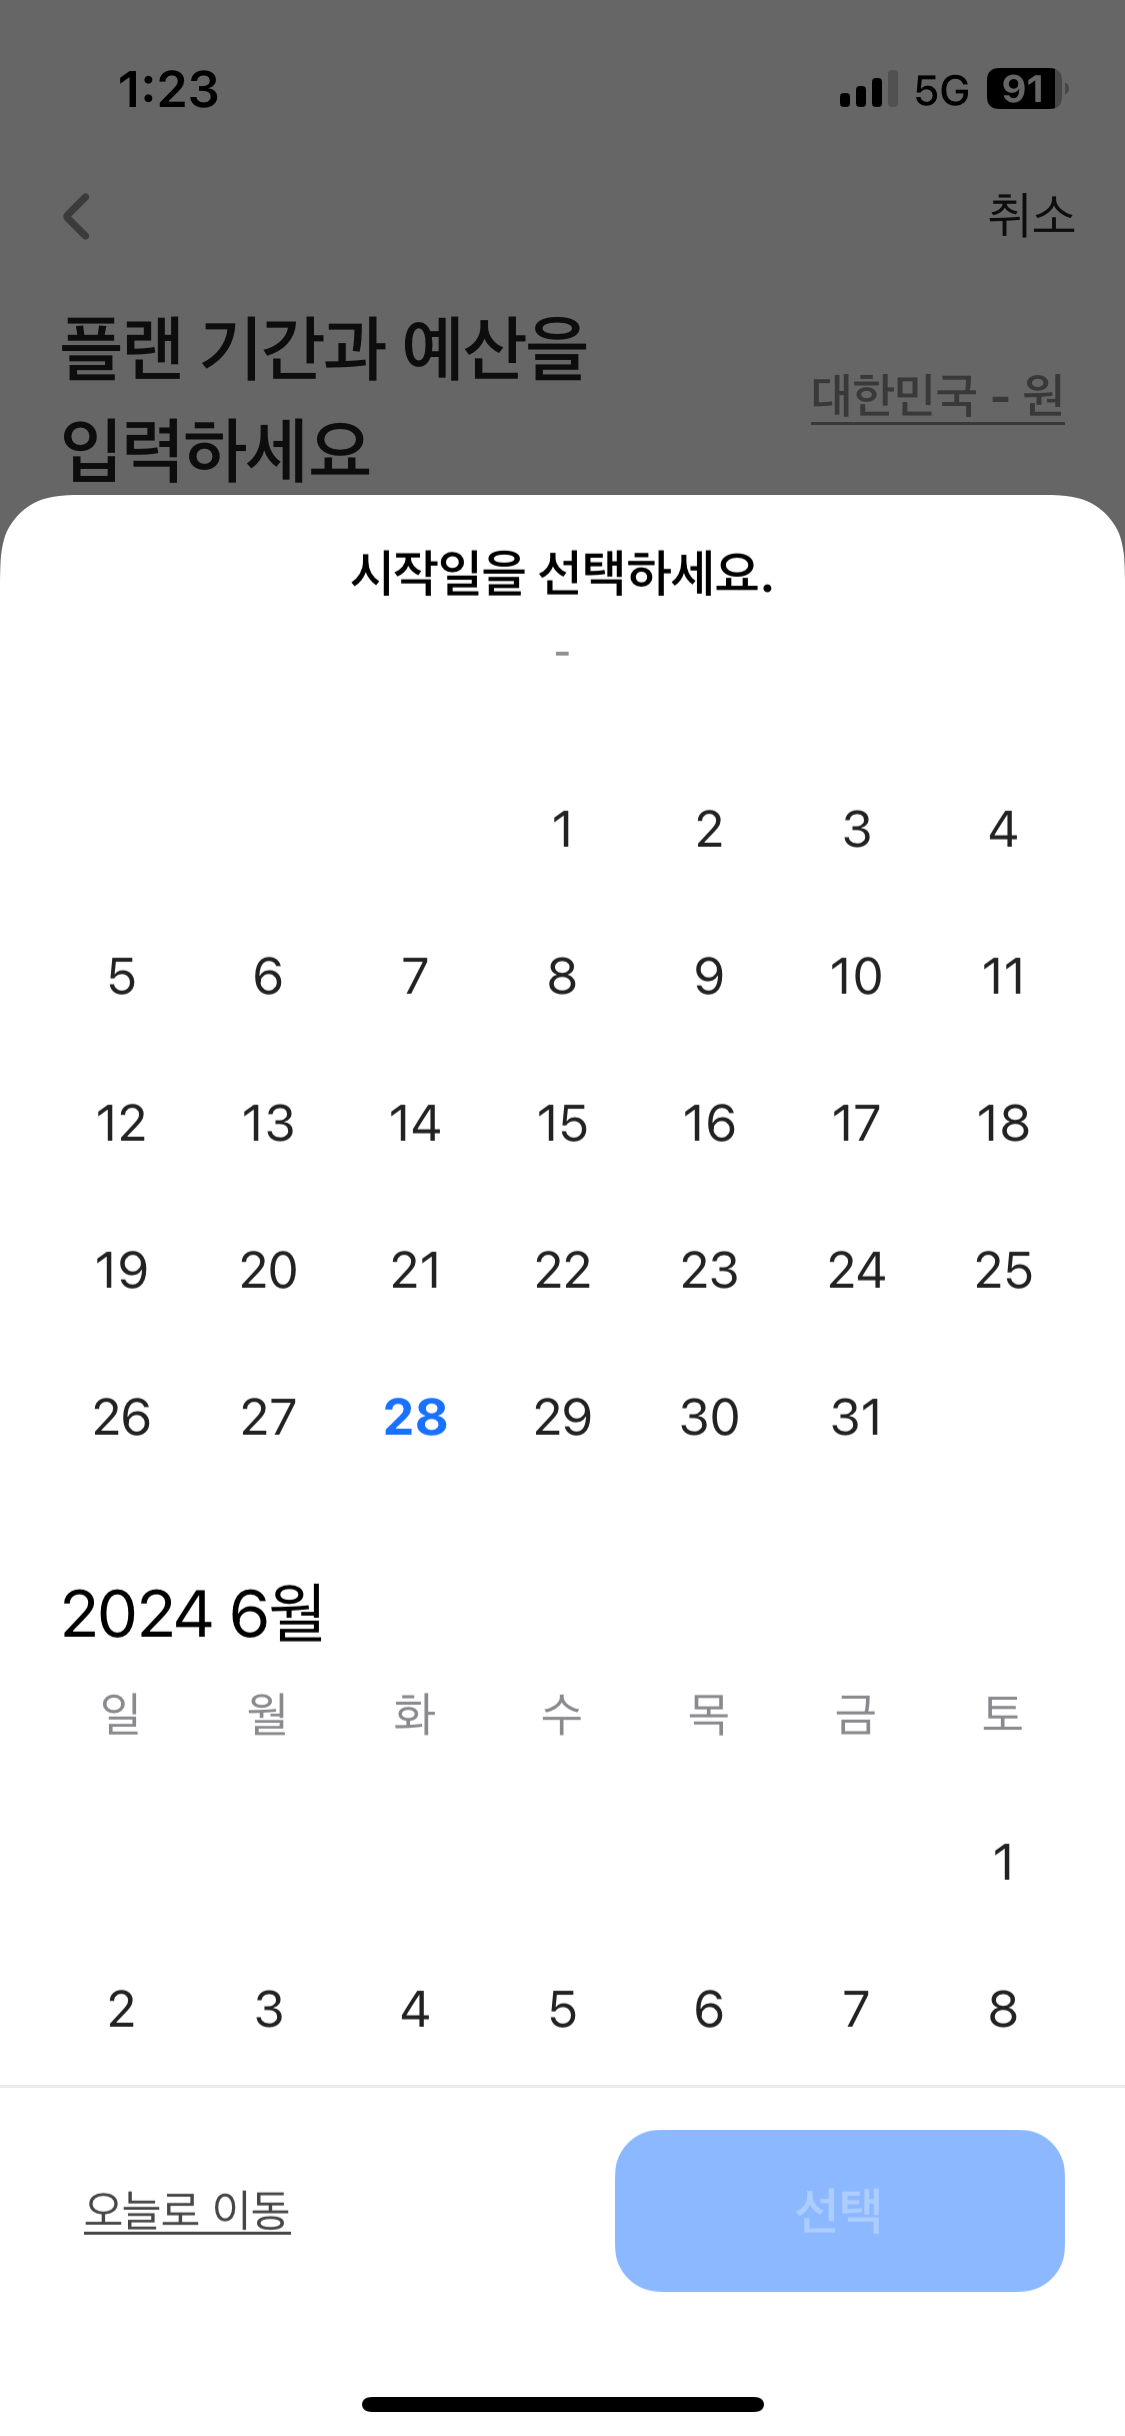 1:23 5G 91
취소
플랜 기간과 예산을
입력하세요
대한민국 - 원
시작일을 선택하세요.
-
1 2 3 4
5 6 7 8 9 10 11
12 13 14 15 16 17 18
19 20 21 22 23 24 25
26 27 28 29 30 31
2024 6월
일 월 화 수 목 금 토
1
2 3 4 5 6 7 8
오늘로 이동 선택